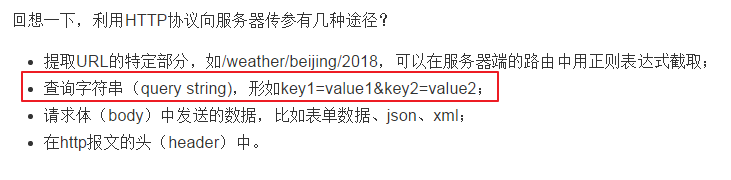 回想一下，利用HTTP协议向服务器传参有几种途径？
提取URL的特定部分，如/weather/beijing/2018，可以在服务器端的路由中用正则表达式截取；
查询字符串（query string)，形如key1=value1&key2=value2；
请求体（body）中发送的数据，比如表单数据、json、xml；
在http报文的头（header）中。